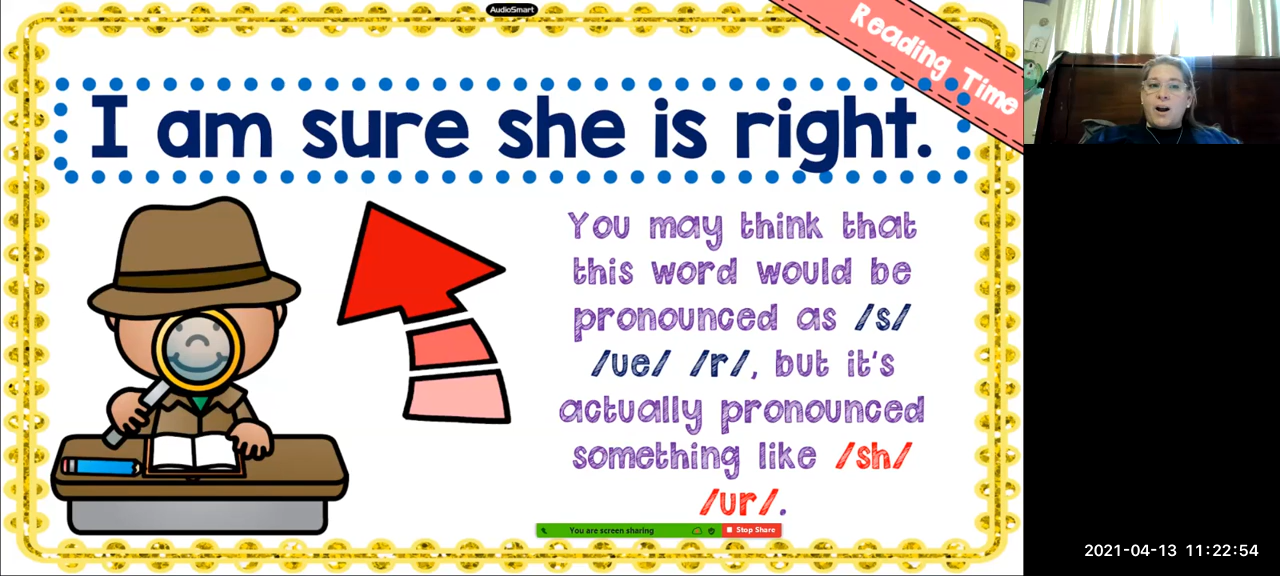 AudioSmart
Reading Time
I am sure she is right.
You may think that
this word would be
pronounced as /s/
/ue/ /r/, but it's
actually pronounced
something like /sh/
/ur/.
You are screen sharing
Stop Share
2021-04-13 11:22:54